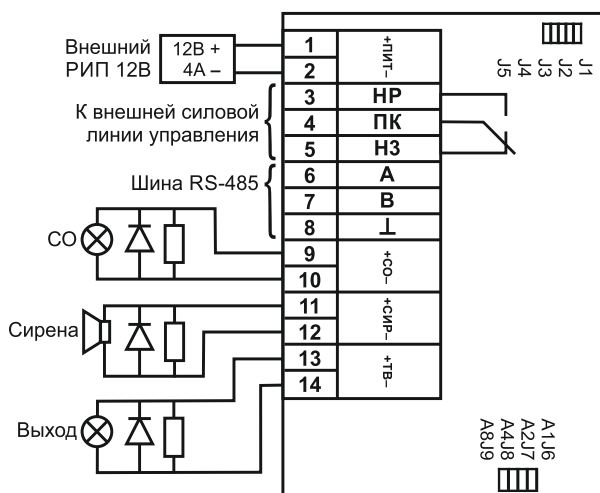 Внешний
РИП 12В
12В +
4А –
К внешней силовой
линии управления
Шина RS-485
СО
Сирена
Выход
1
2
+ПИТ–
3 НР
4 ПК
5 НЗ
6 А
7 В
8 ⊥
9
10
+СО–
11
12
+СИР–
13
14
+ТВ–
J1
J2
J3
J4
J5
A1J6
A2J7
A4J8
A8J9